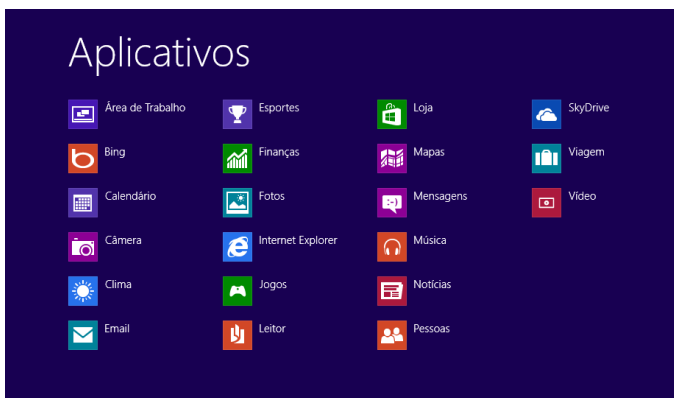 Aplicativos
Área de Trabalho
Bing
Calendário
Câmera
Clima
Email
Esportes
Finanças
Fotos
Internet Explorer
Jogos
Leitor
Loja
Mapas
Mensagens
Música
Notícias
Pessoas
SkyDrive
Viagem
Vídeo